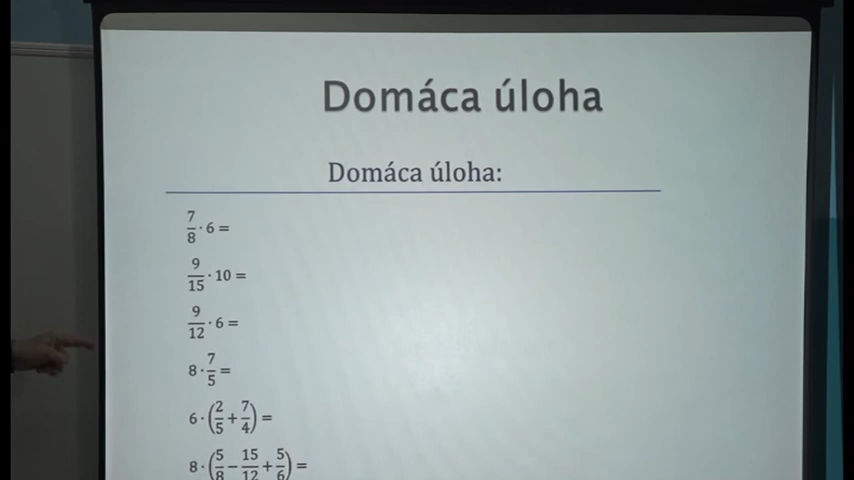 Domáca úloha
Domáca úloha:
7/8 · 6 =
9/15 · 10 =
9/12 · 6 =
8 · 7/5 =
6 · (2/5 + 7/4) =
8 · (5/8 − 15/12 + 5/6) =